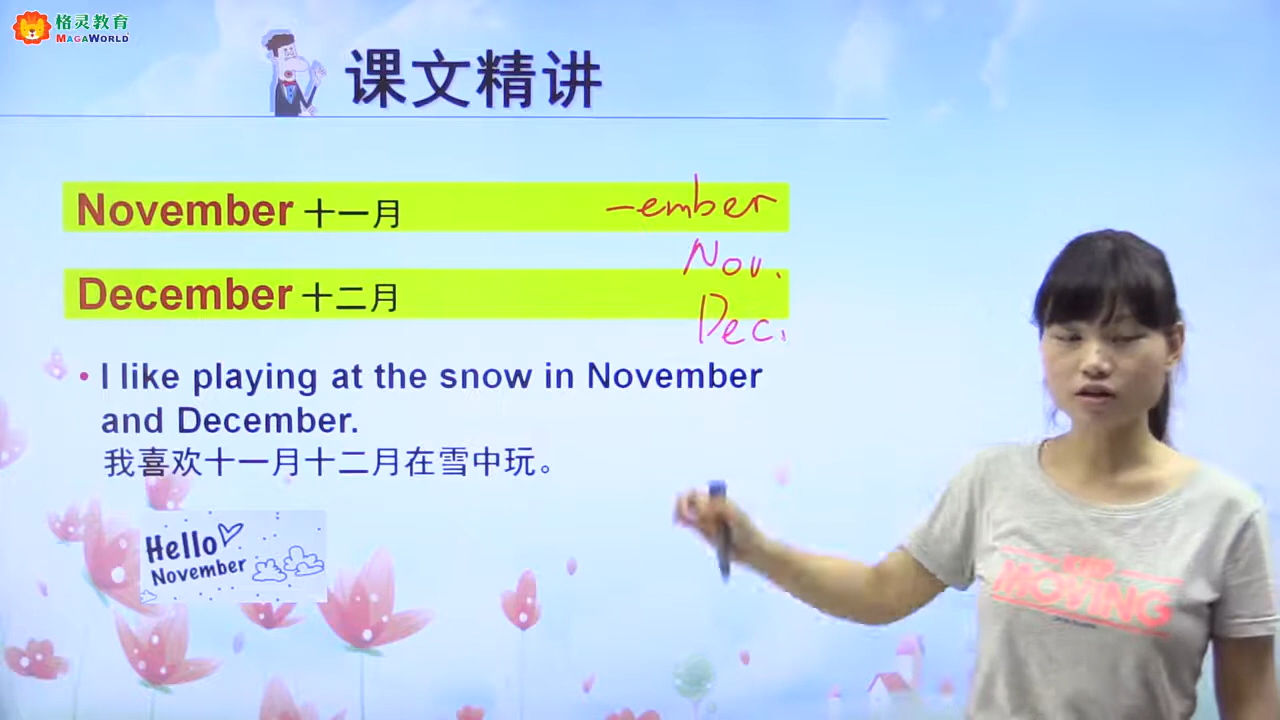 格灵教育
MAGAWORLD
课文精讲
November 十一月
-ember
Nov.
December 十二月
Dec.
• I like playing at the snow in November
and December.
我喜欢十一月十二月在雪中玩。
Hello
November
MOVING